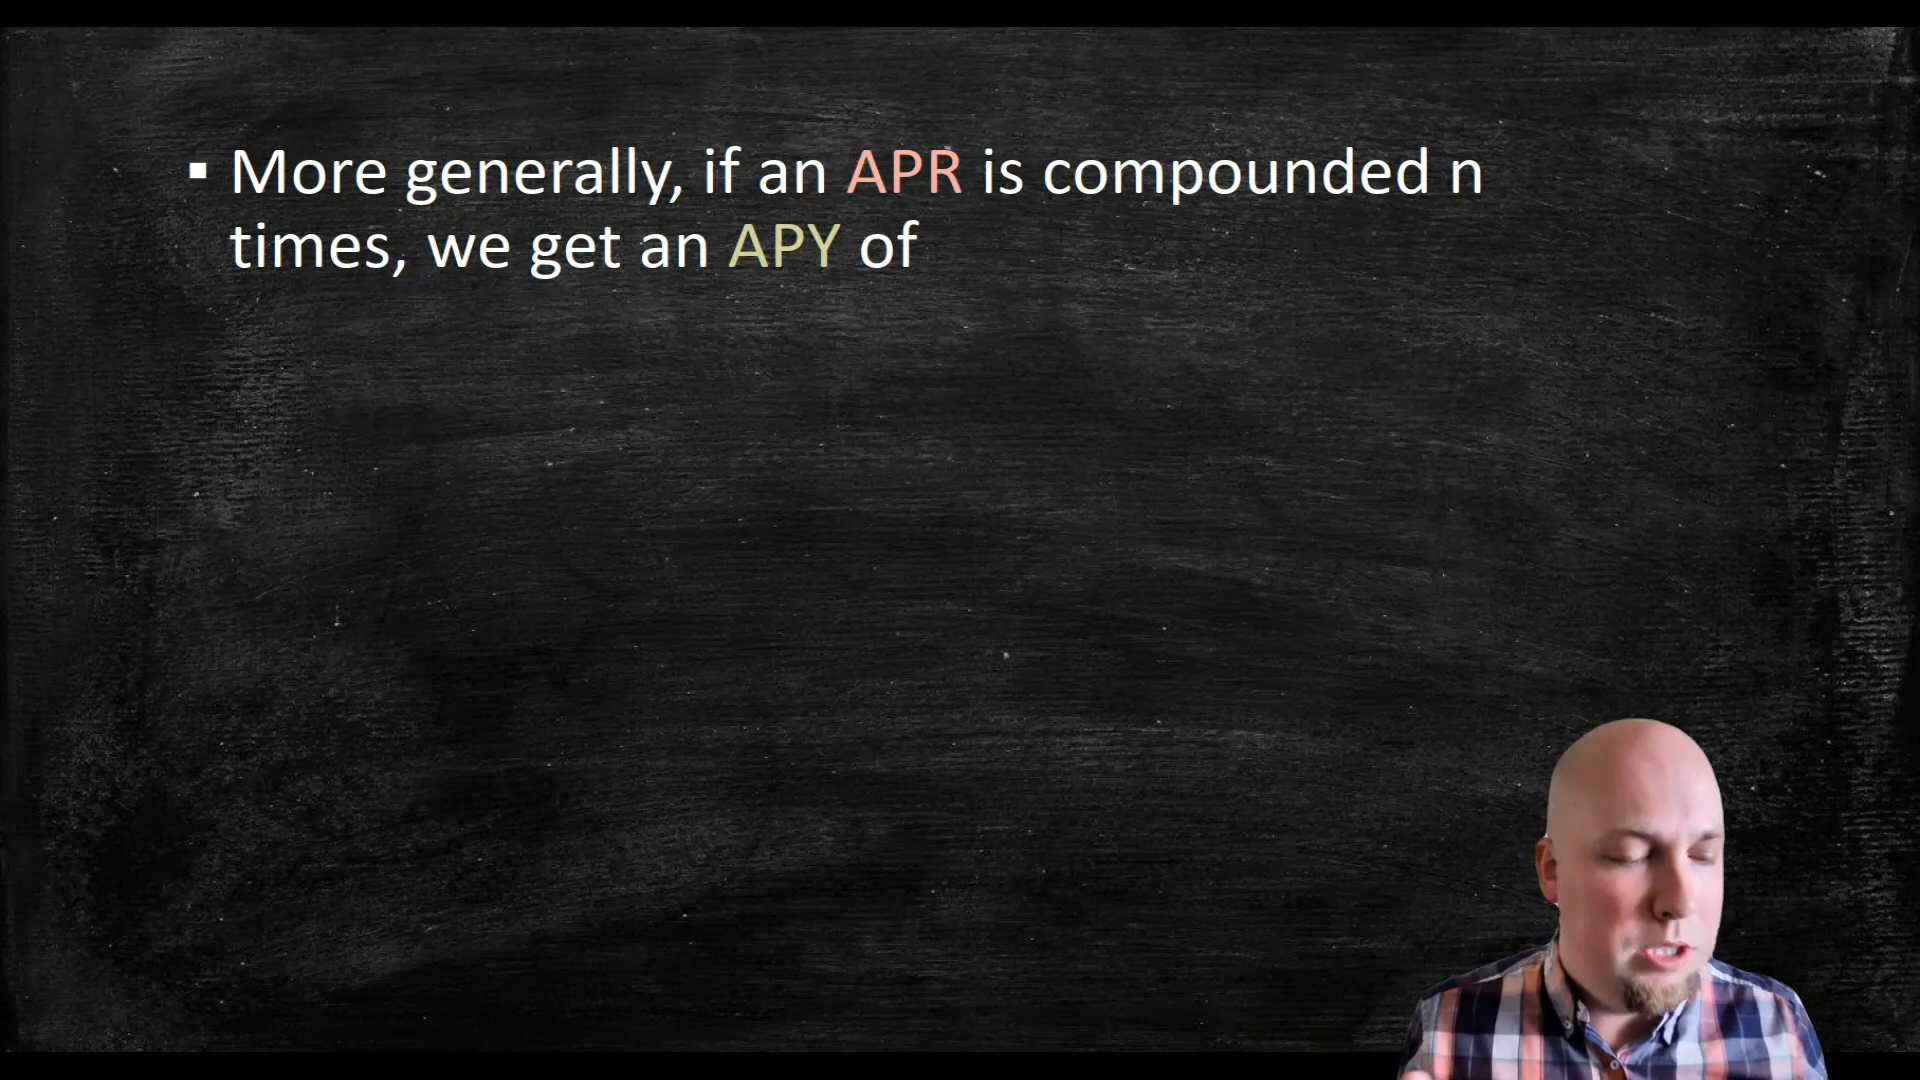 ▪ More generally, if an APR is compounded n
times, we get an APY of